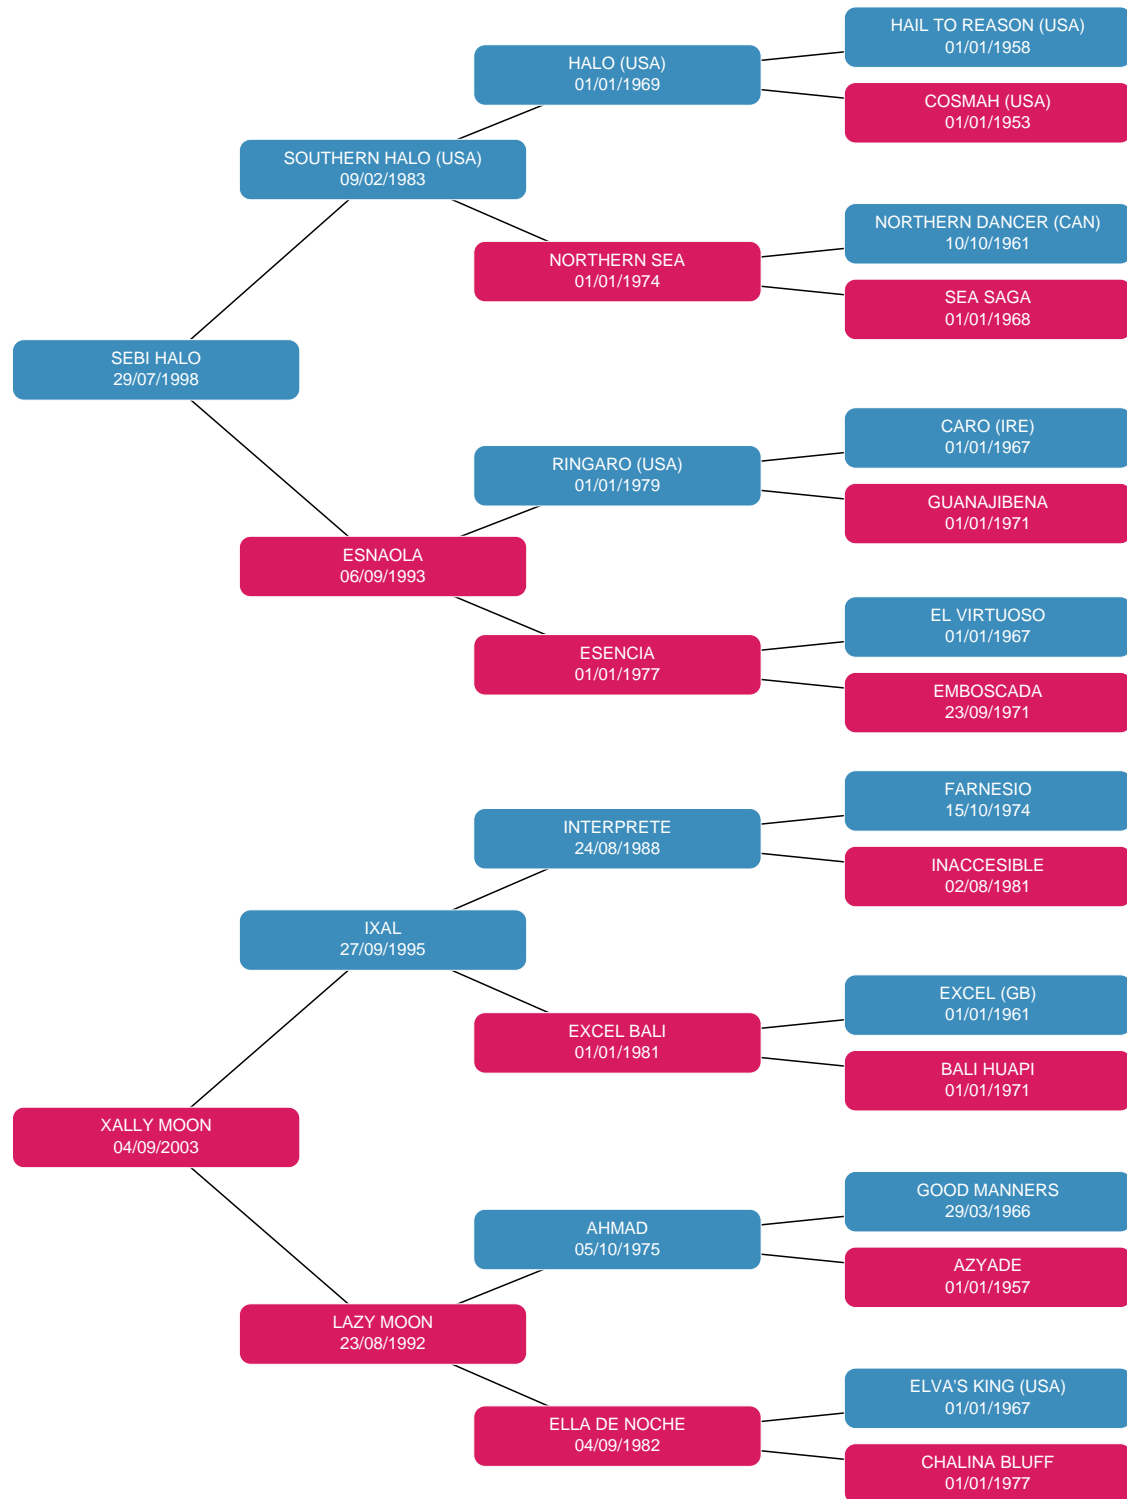 HAIL TO REASON (USA)
01/01/1958
HALO (USA)
01/01/1969
COSMAH (USA)
01/01/1953
SOUTHERN HALO (USA)
09/02/1983
NORTHERN DANCER (CAN)
10/10/1961
NORTHERN SEA
01/01/1974
SEA SAGA
01/01/1968
SEBI HALO
29/07/1998
CARO (IRE)
01/01/1967
RINGARO (USA)
01/01/1979
GUANAJIBENA
01/01/1971
ESNAOLA
06/09/1993
EL VIRTUOSO
01/01/1967
ESENCIA
01/01/1977
EMBOSCADA
23/09/1971
FARNESIO
15/10/1974
INTERPRETE
24/08/1988
INACCESIBLE
02/08/1981
IXAL
27/09/1995
EXCEL (GB)
01/01/1961
EXCEL BALI
01/01/1981
BALI HUAPI
01/01/1971
XALLY MOON
04/09/2003
GOOD MANNERS
29/03/1966
AHMAD
05/10/1975
AZYADE
01/01/1957
LAZY MOON
23/08/1992
ELVA'S KING (USA)
01/01/1967
ELLA DE NOCHE
04/09/1982
CHALINA BLUFF
01/01/1977